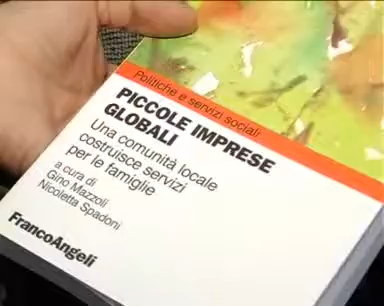 Politiche e servizi sociali
PICCOLE IMPRESE
GLOBALI
Una comunità locale
costruisce servizi
per le famiglie
a cura di
Gino Mazzoli
Nicoletta Spadoni
FrancoAngeli